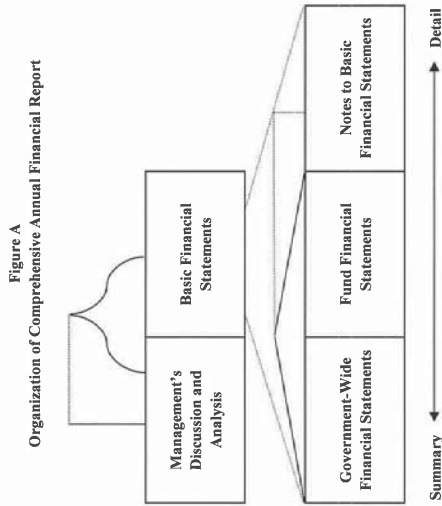 Figure A
Organization of Comprehensive Annual Financial Report
Management's
Discussion and
Analysis
Basic Financial
Statements
Government-Wide
Financial Statements
Fund Financial
Statements
Notes to Basic
Financial Statements
Summary
Detail